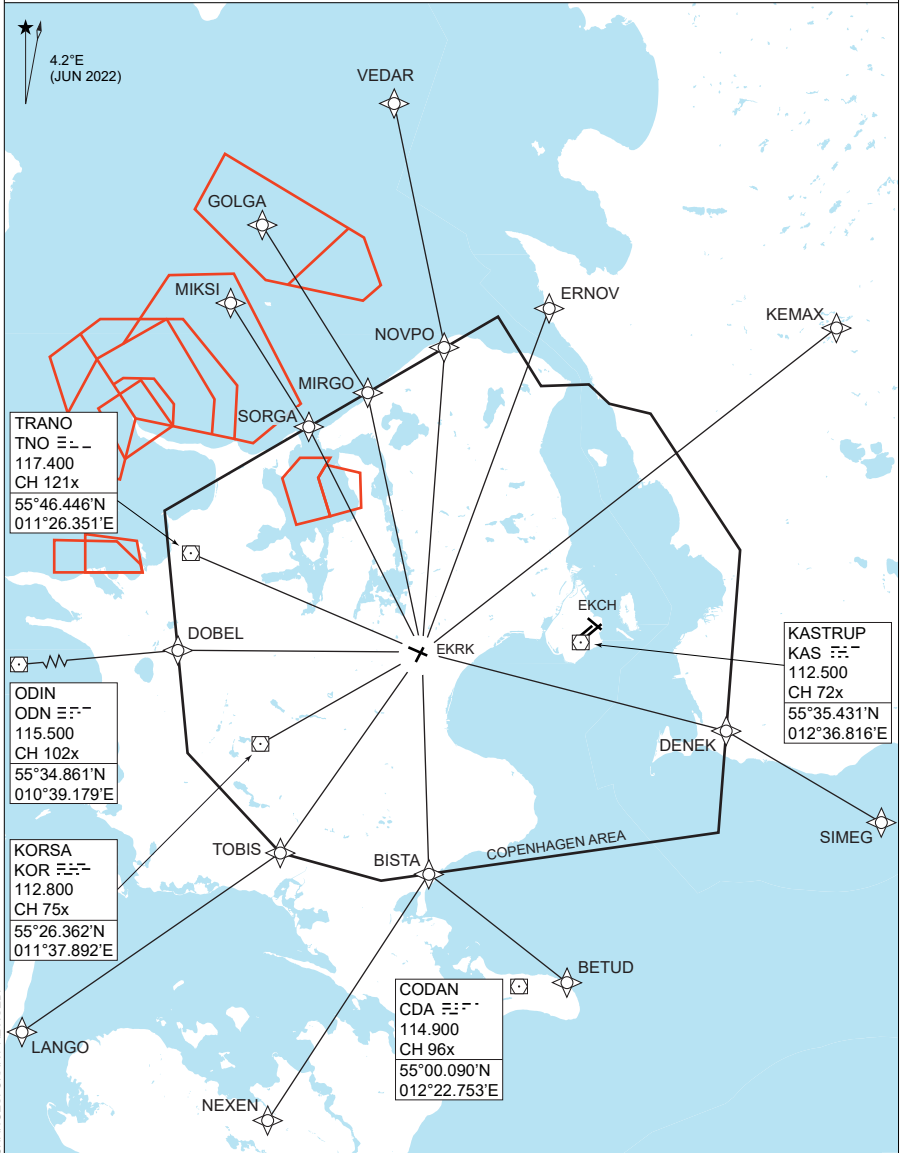 4.2°E
(JUN 2022)
VEDAR
GOLGA
MIKSI
ERNOV
KEMAX
NOVPO
MIRGO
SORGA
TRANO
TNO
117.400
CH 121x
55°46.446'N
011°26.351'E
EKCH
DOBEL
EKRK
KASTRUP
KAS
112.500
CH 72x
55°35.431'N
012°36.816'E
ODIN
ODN
115.500
CH 102x
55°34.861'N
010°39.179'E
DENEK
SIMEG
KORSA
KOR
112.800
CH 75x
55°26.362'N
011°37.892'E
TOBIS
BISTA
COPENHAGEN AREA
BETUD
CODAN
CDA
114.900
CH 96x
55°00.090'N
012°22.753'E
LANGO
NEXEN